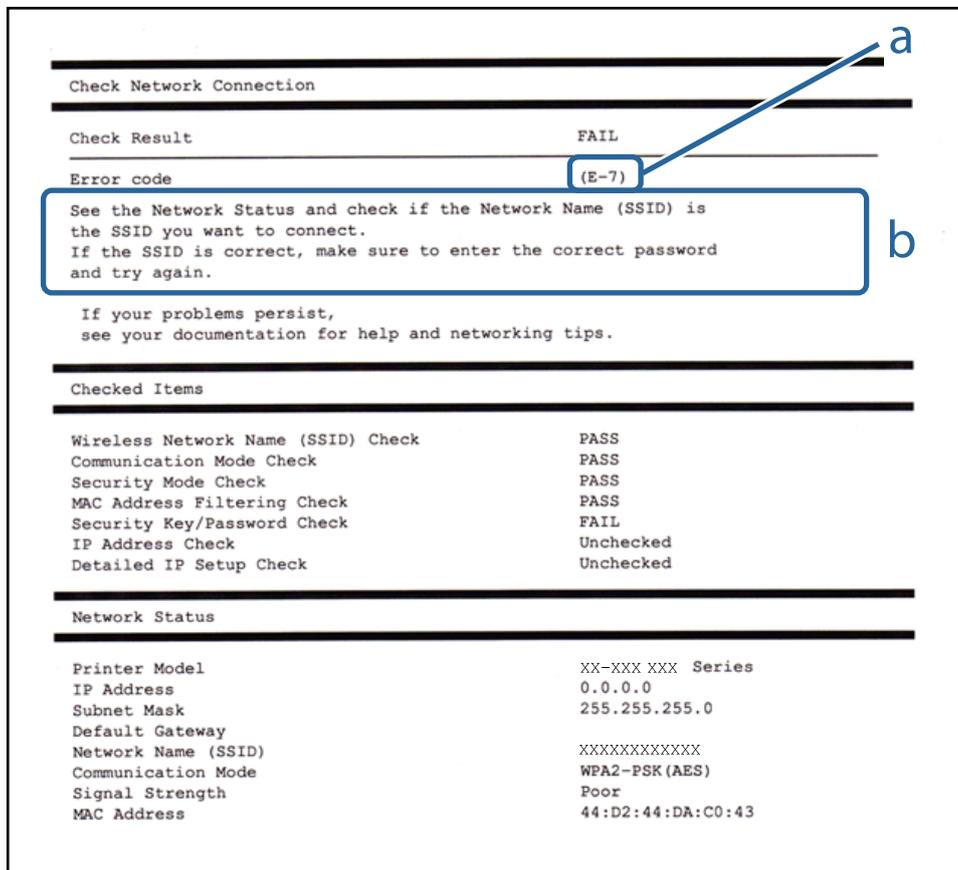 a
Check Network Connection
Check Result FAIL
Error code (E-7)
See the Network Status and check if the Network Name (SSID) is
the SSID you want to connect.
If the SSID is correct, make sure to enter the correct password
and try again.
b
If your problems persist,
see your documentation for help and networking tips.
Checked Items
Wireless Network Name (SSID) Check PASS
Communication Mode Check PASS
Security Mode Check PASS
MAC Address Filtering Check PASS
Security Key/Password Check FAIL
IP Address Check Unchecked
Detailed IP Setup Check Unchecked
Network Status
Printer Model XX-XXX XXX Series
IP Address 0.0.0.0
Subnet Mask 255.255.255.0
Default Gateway
Network Name (SSID) XXXXXXXXXXXX
Communication Mode WPA2-PSK(AES)
Signal Strength Poor
MAC Address 44:D2:44:DA:C0:43